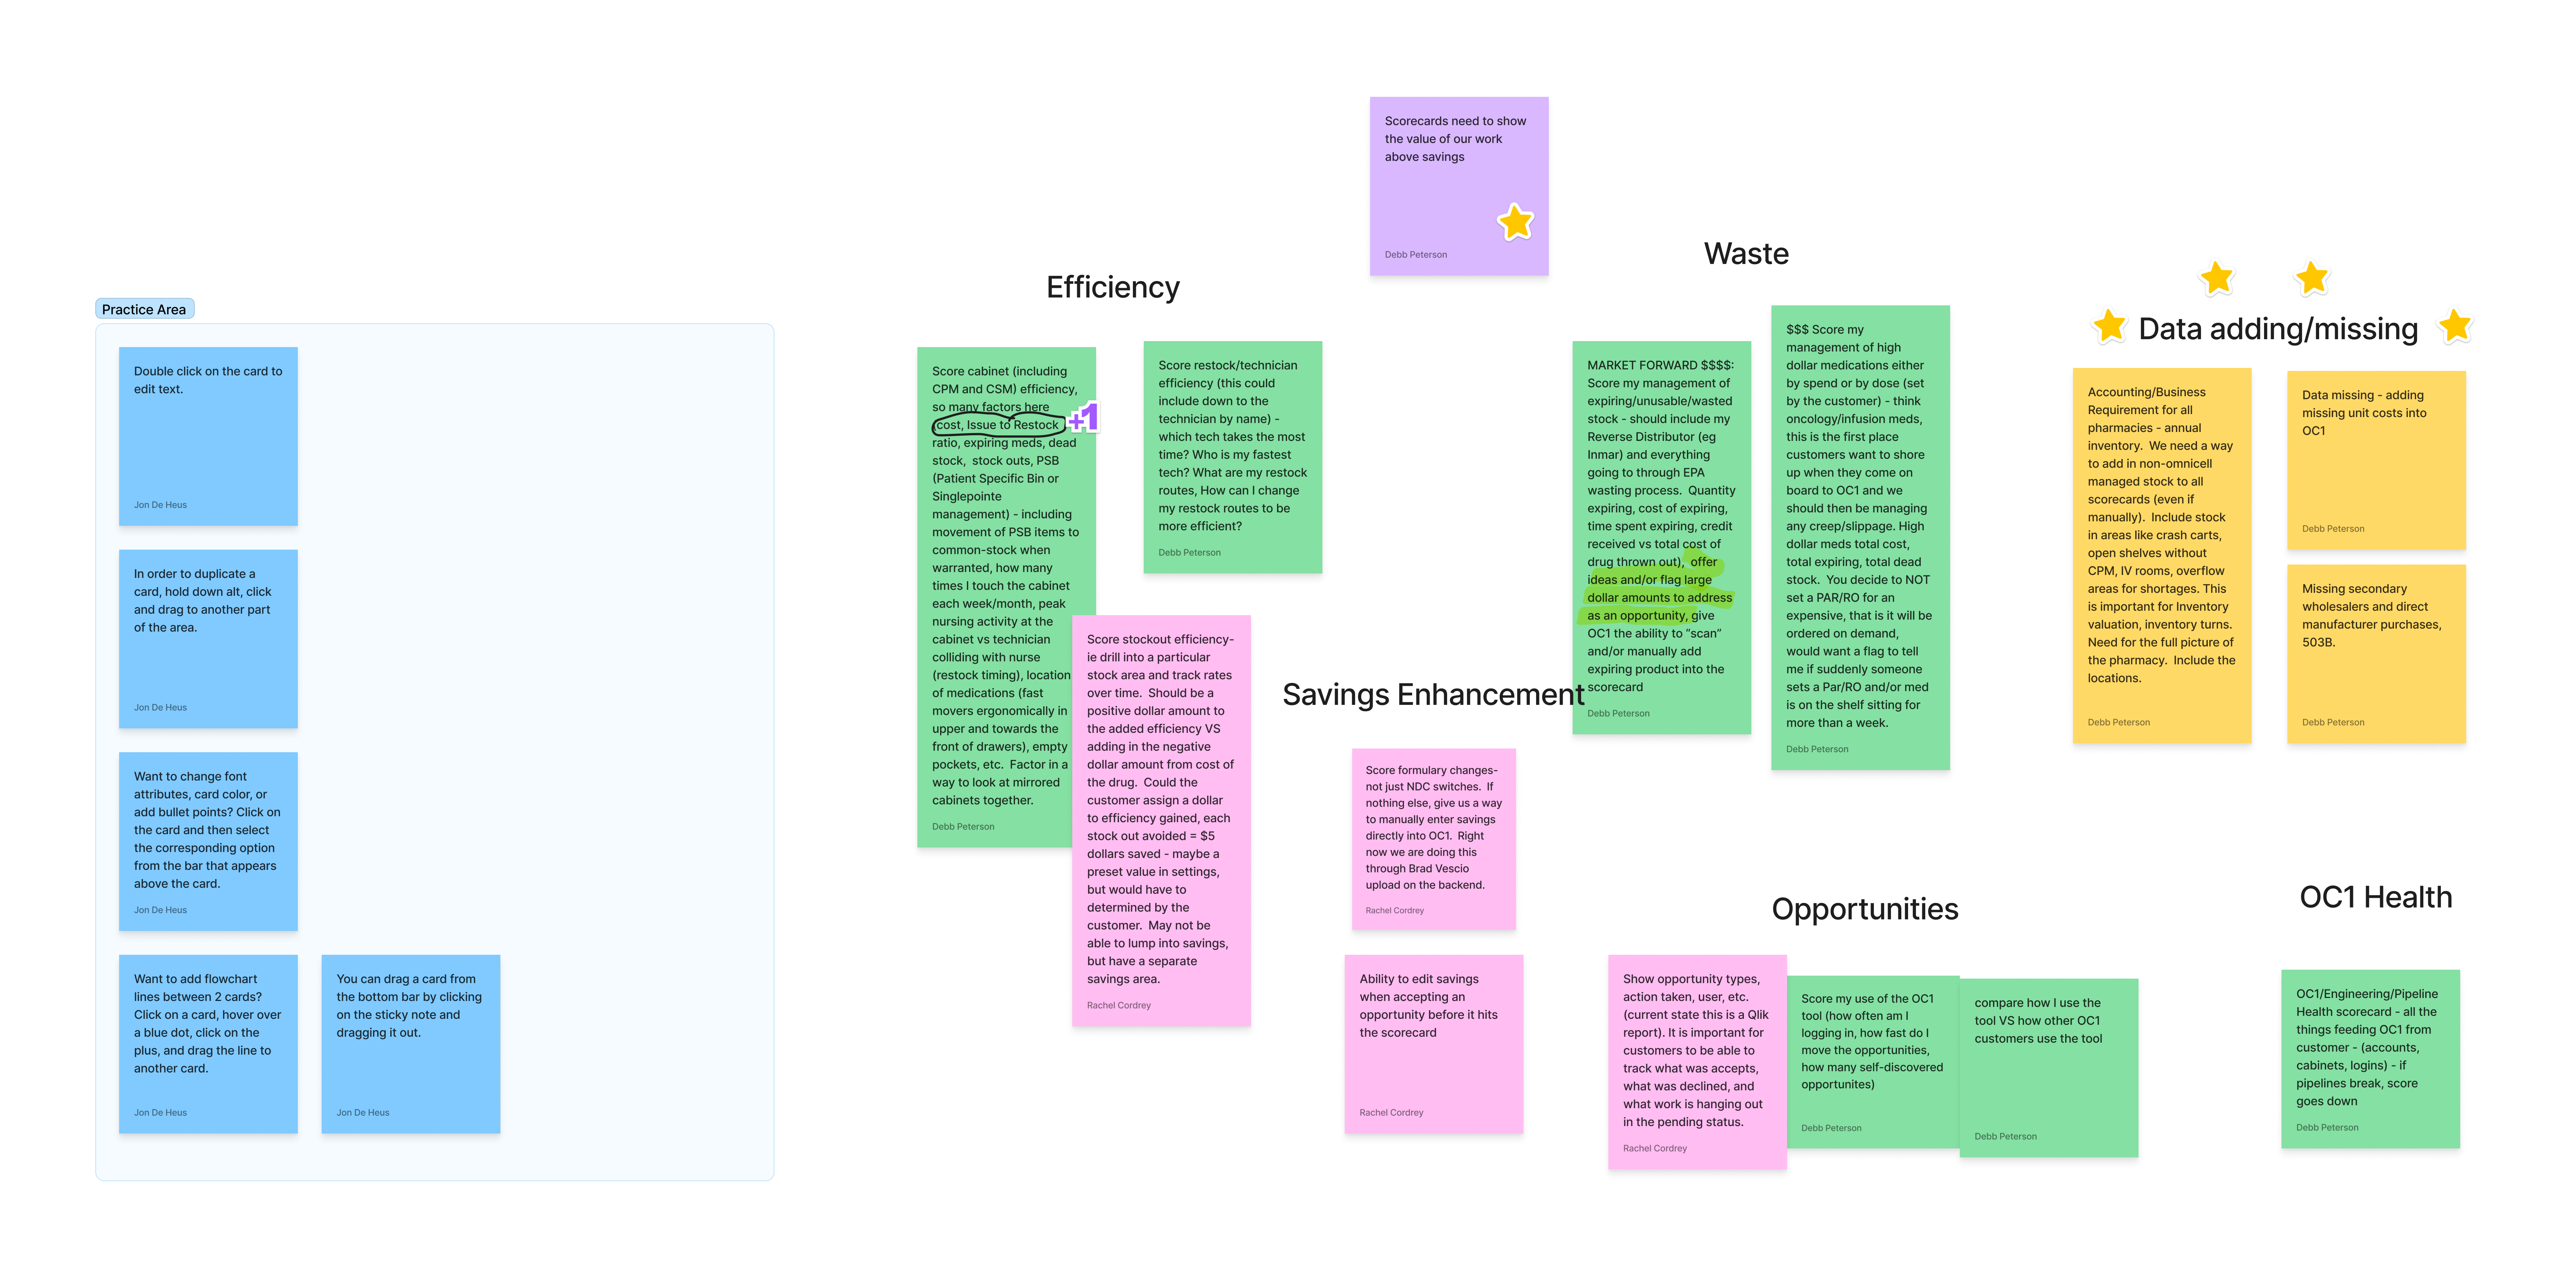 Practice Area
Double click on the card to
edit text.
Jon De Heus
In order to duplicate a
card, hold down alt, click
and drag to another part
of the area.
Jon De Heus
Want to change font
attributes, card color, or
add bullet points? Click on
the card and then select
the corresponding option
from the bar that appears
above the card.
Jon De Heus
Want to add flowchart
lines between 2 cards?
Click on a card, hover over
a blue dot, click on the
plus, and drag the line to
another card.
Jon De Heus
You can drag a card from
the bottom bar by clicking
on the sticky note and
dragging it out.
Jon De Heus
Scorecards need to show
the value of our work
above savings
Debb Peterson
Efficiency
Score cabinet (including
CPM and CSM) efficiency,
so many factors here
(cost, Issue to Restock
ratio, expiring meds, dead
stock,  stock outs, PSB
(Patient Specific Bin or
Singlepointe
management) - including
movement of PSB items to
common-stock when
warranted, how many
times I touch the cabinet
each week/month, peak
nursing activity at the
cabinet vs technician
colliding with nurse
(restock timing), location
of medications (fast
movers ergonomically in
upper and towards the
front of drawers), empty
pockets, etc.  Factor in a
way to look at mirrored
cabinets together.
Debb Peterson
+1
Score restock/technician
efficiency (this could
include down to the
technician by name) -
which tech takes the most
time? Who is my fastest
tech? What are my restock
routes, How can I change
my restock routes to be
more efficient?
Debb Peterson
Score stockout efficiency-
ie drill into a particular
stock area and track rates
over time.  Should be a
positive dollar amount to
the added efficiency VS
adding in the negative
dollar amount from cost of
the drug.  Could the
customer assign a dollar
to efficiency gained, each
stock out avoided = $5
dollars saved - maybe a
preset value in settings,
but would have to
determined by the
customer.  May not be
able to lump into savings,
but have a separate
savings area.
Rachel Cordrey
Savings Enhancement
Score formulary changes-
not just NDC switches.  If
nothing else, give us a way
to manually enter savings
directly into OC1.  Right
now we are doing this
through Brad Vescio
upload on the backend.
Rachel Cordrey
Ability to edit savings
when accepting an
opportunity before it hits
the scorecard
Rachel Cordrey
Waste
MARKET FORWARD $$$$:
Score my management of
expiring/unusable/wasted
stock - should include my
Reverse Distributor (eg
Inmar) and everything
going to through EPA
wasting process.  Quantity
expiring, cost of expiring,
time spent expiring, credit
received vs total cost of
drug thrown out),  offer
ideas and/or flag large
dollar amounts to address
as an opportunity, give
OC1 the ability to “scan”
and/or manually add
expiring product into the
scorecard
Debb Peterson
$$$ Score my
management of high
dollar medications either
by spend or by dose (set
by the customer) - think
oncology/infusion meds,
this is the first place
customers want to shore
up when they come on
board to OC1 and we
should then be managing
any creep/slippage. High
dollar meds total cost,
total expiring, total dead
stock.  You decide to NOT
set a PAR/RO for an
expensive, that is it will be
ordered on demand,
would want a flag to tell
me if suddenly someone
sets a Par/RO and/or med
is on the shelf sitting for
more than a week.
Debb Peterson
Data adding/missing
Accounting/Business
Requirement for all
pharmacies - annual
inventory.  We need a way
to add in non-omnicell
managed stock to all
scorecards (even if
manually).  Include stock
in areas like crash carts,
open shelves without
CPM, IV rooms, overflow
areas for shortages. This
is important for Inventory
valuation, inventory turns.
Need for the full picture of
the pharmacy.  Include the
locations.
Debb Peterson
Data missing - adding
missing unit costs into
OC1
Debb Peterson
Missing secondary
wholesalers and direct
manufacturer purchases,
503B.
Debb Peterson
Opportunities
Show opportunity types,
action taken, user, etc.
(current state this is a Qlik
report). It is important for
customers to be able to
track what was accepts,
what was declined, and
what work is hanging out
in the pending status.
Rachel Cordrey
Score my use of the OC1
tool (how often am I
logging in, how fast do I
move the opportunities,
how many self-discovered
opportunites)
Debb Peterson
compare how I use the
tool VS how other OC1
customers use the tool
Debb Peterson
OC1 Health
OC1/Engineering/Pipeline
Health scorecard - all the
things feeding OC1 from
customer - (accounts,
cabinets, logins) - if
pipelines break, score
goes down
Debb Peterson